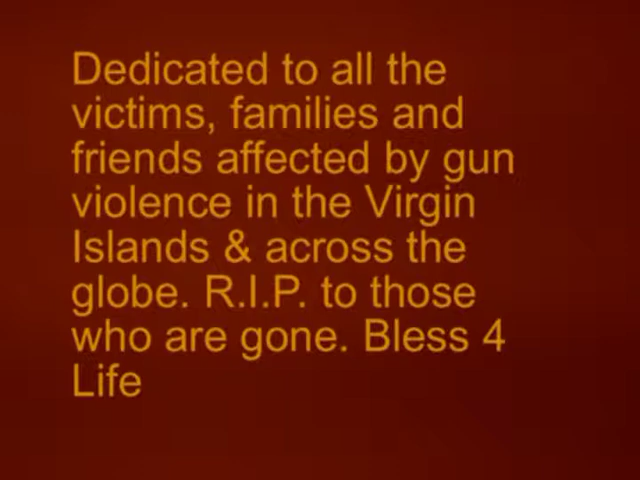 Dedicated to all the
victims, families and
friends affected by gun
violence in the Virgin
Islands & across the
globe. R.I.P. to those
who are gone. Bless 4
Life